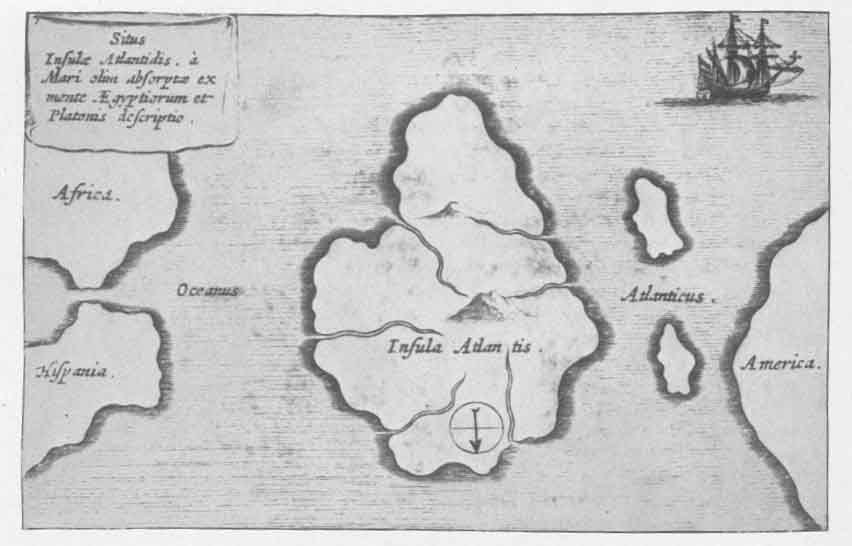 Situs
Insulæ Atlantidis, à
Mari olim absorptæ ex
mente Ægyptiorum et
Platonis descriptio.
Africa.
Oceanus
Atlanticus.
Insula Atlantis.
Hispania.
America.